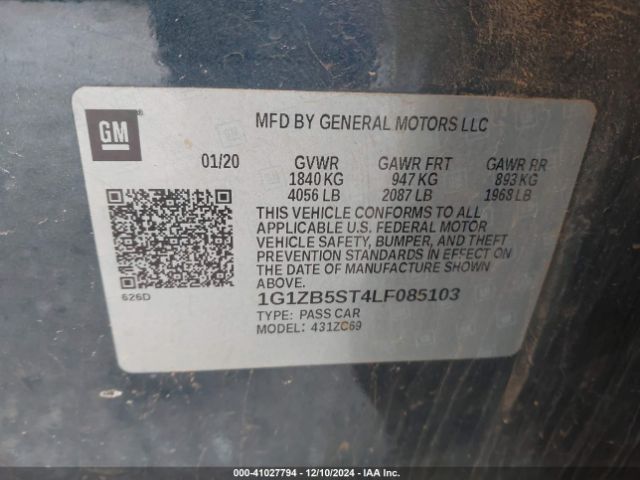 GM
MFD BY GENERAL MOTORS LLC
01/20 GVWR GAWR FRT GAWR RR
1840 KG 947 KG 893 KG
4056 LB 2087 LB 1968 LB
THIS VEHICLE CONFORMS TO ALL
APPLICABLE U.S. FEDERAL MOTOR
VEHICLE SAFETY, BUMPER, AND THEFT
PREVENTION STANDARDS IN EFFECT ON
THE DATE OF MANUFACTURE SHOWN
ABOVE.
626D
1G1ZB5ST4LF085103
TYPE: PASS CAR
MODEL: 431ZC69
000-41027794 - 12/10/2024 - IAA Inc.